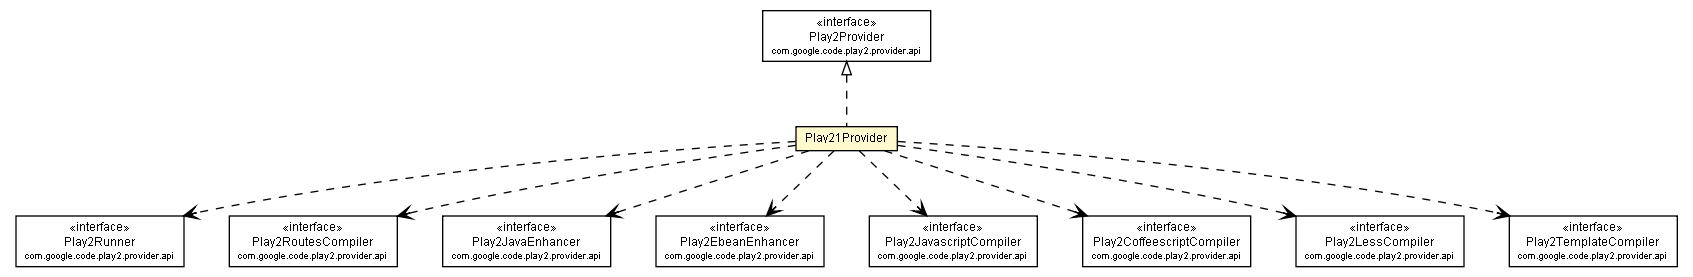 «interface»
Play2Provider
com.google.code.play2.provider.api
Play21Provider
«interface»
Play2Runner
com.google.code.play2.provider.api
«interface»
Play2RoutesCompiler
com.google.code.play2.provider.api
«interface»
Play2JavaEnhancer
com.google.code.play2.provider.api
«interface»
Play2EbeanEnhancer
com.google.code.play2.provider.api
«interface»
Play2JavascriptCompiler
com.google.code.play2.provider.api
«interface»
Play2CoffeescriptCompiler
com.google.code.play2.provider.api
«interface»
Play2LessCompiler
com.google.code.play2.provider.api
«interface»
Play2TemplateCompiler
com.google.code.play2.provider.api